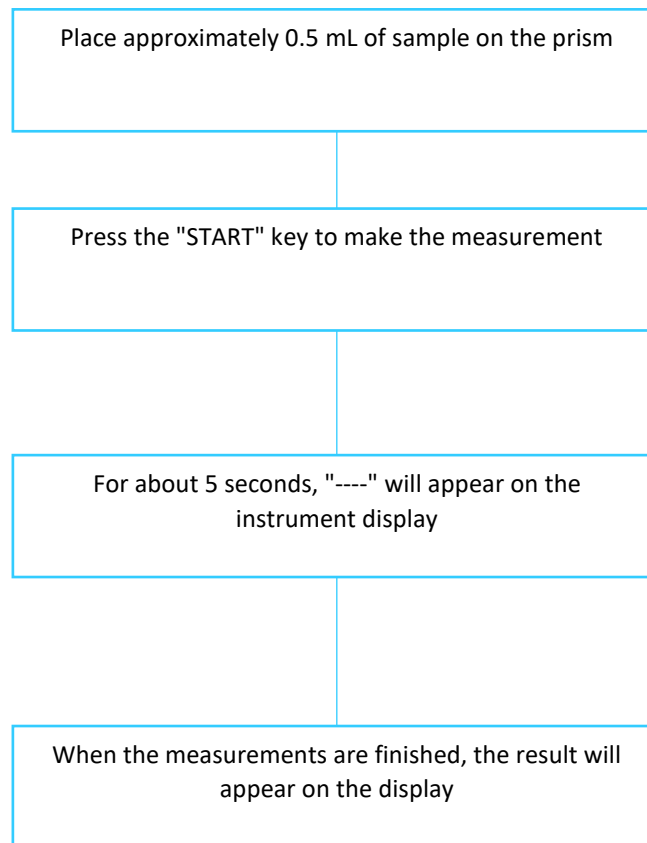 Place approximately 0.5 mL of sample on the prism
Press the "START" key to make the measurement
For about 5 seconds, "----" will appear on the
instrument display
When the measurements are finished, the result will
appear on the display